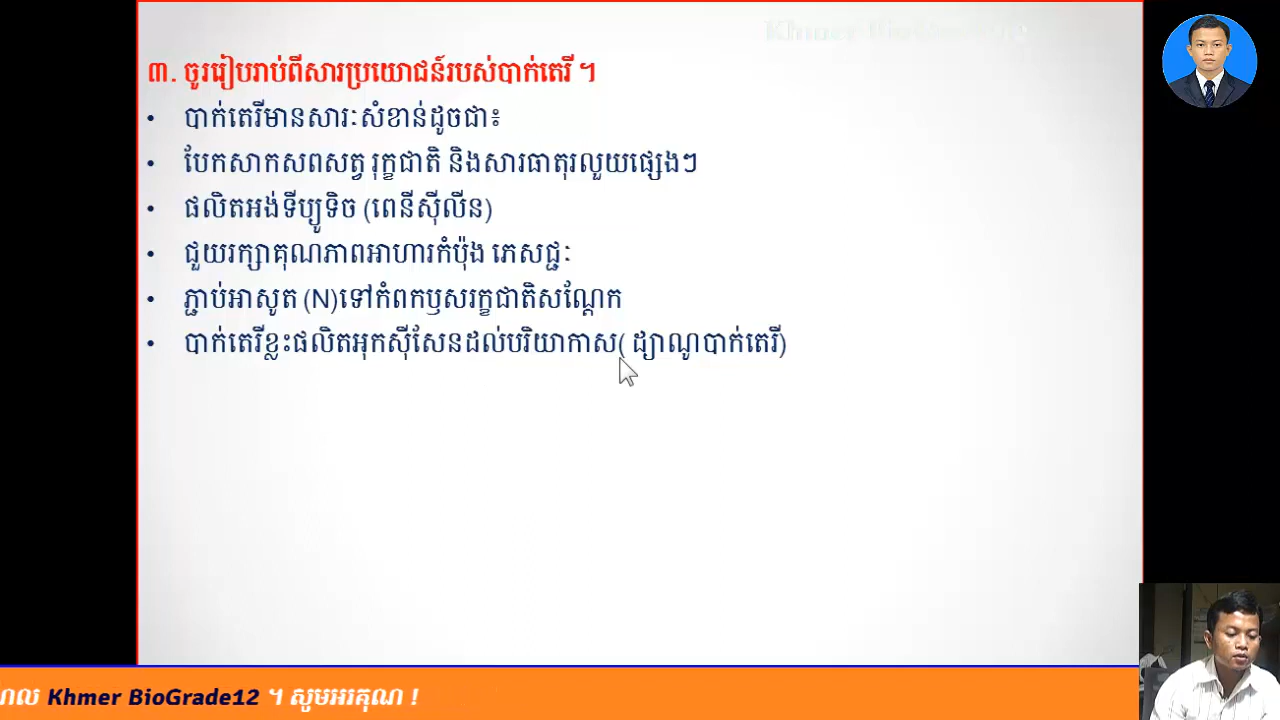 Khmer BioGrade12
៣. ចូររៀបរាប់ពីសារប្រយោជន៍របស់បាក់តេរី ។
• បាក់តេរីមានសារៈសំខាន់ដូចជា៖
• បែកសាកសពសត្វ រុក្ខជាតិ និងសារធាតុរលួយផ្សេងៗ
• ផលិតអង់ទីប្យូទិច (ពេនីស៊ីលីន)
• ជួយរក្សាគុណភាពអាហារកំប៉ុង ភេសជ្ជៈ
• ភ្ជាប់អាសូត (N)ទៅកំពកឫសរក្ខជាតិសណ្តែក
• បាក់តេរីខ្លះផលិតអុកស៊ីសែនដល់បរិយាកាស( ដ្យាណូបាក់តេរី)
Khmer BioGrade12 ។ សូមអរគុណ !